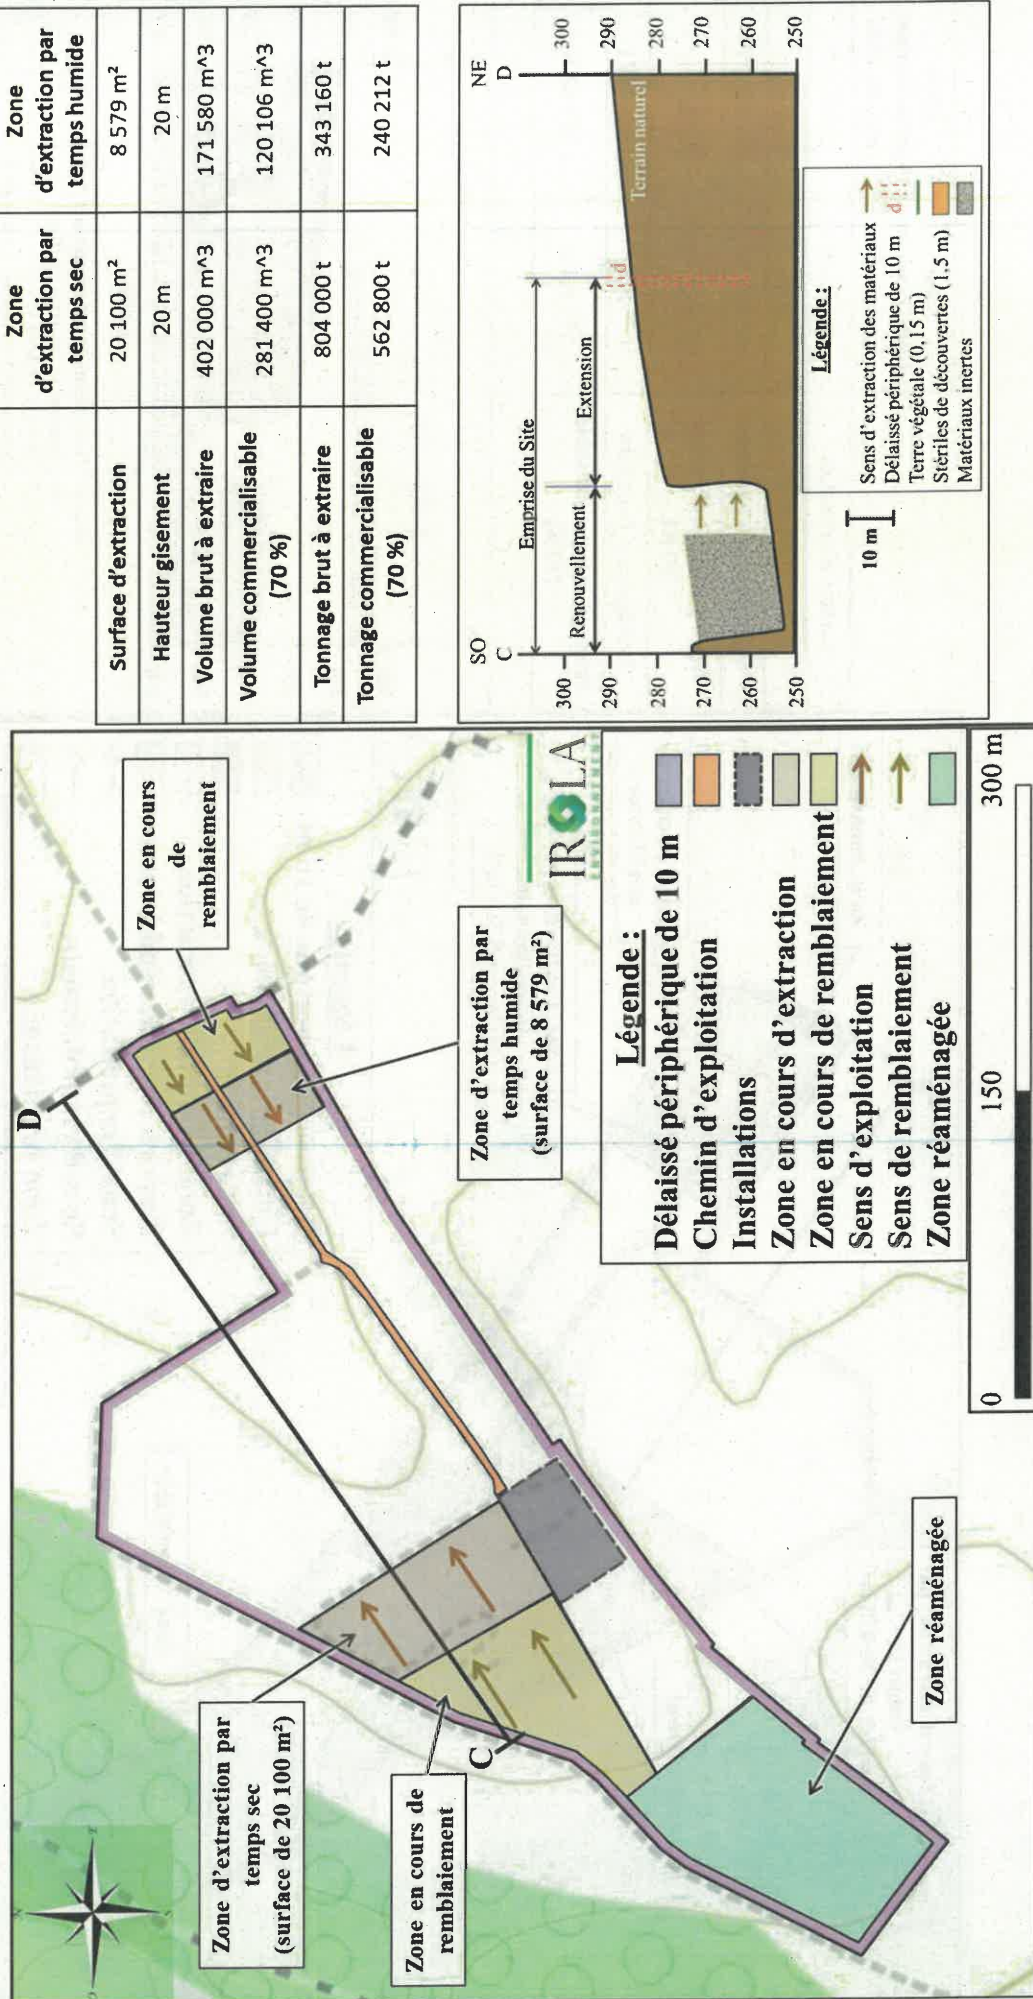 Zone d'extraction par
temps sec
(surface de 20 100 m²)
Zone en cours de
remblaiement
C
D
Zone en cours
de
remblaiement
Zone d'extraction par
temps humide
(surface de 8 579 m²)
Zone réaménagée
IROLA
ENVIRONNEMENT
Légende :
Délaissé périphérique de 10 m
Chemin d'exploitation
Installations
Zone en cours d'extraction
Zone en cours de remblaiement
Sens d'exploitation
Sens de remblaiement
Zone réaménagée
0 150 300 m
Zone
d'extraction par
temps sec
Zone
d'extraction par
temps humide
Surface d'extraction 20 100 m² 8 579 m²
Hauteur gisement 20 m 20 m
Volume brut à extraire 402 000 m^3 171 580 m^3
Volume commercialisable
(70 %)
281 400 m^3 120 106 m^3
Tonnage brut à extraire 804 000 t 343 160 t
Tonnage commercialisable
(70 %)
562 800 t 240 212 t
SO
C
NE
D
300
290
280
270
260
250
Emprise du Site
Renouvellement
Extension
d
Terrain naturel
300
290
280
270
260
250
10 m
Légende :
Sens d'extraction des matériaux
Délaissé périphérique de 10 m
d
Terre végétale (0,15 m)
Stériles de découvertes (1,5 m)
Matériaux inertes